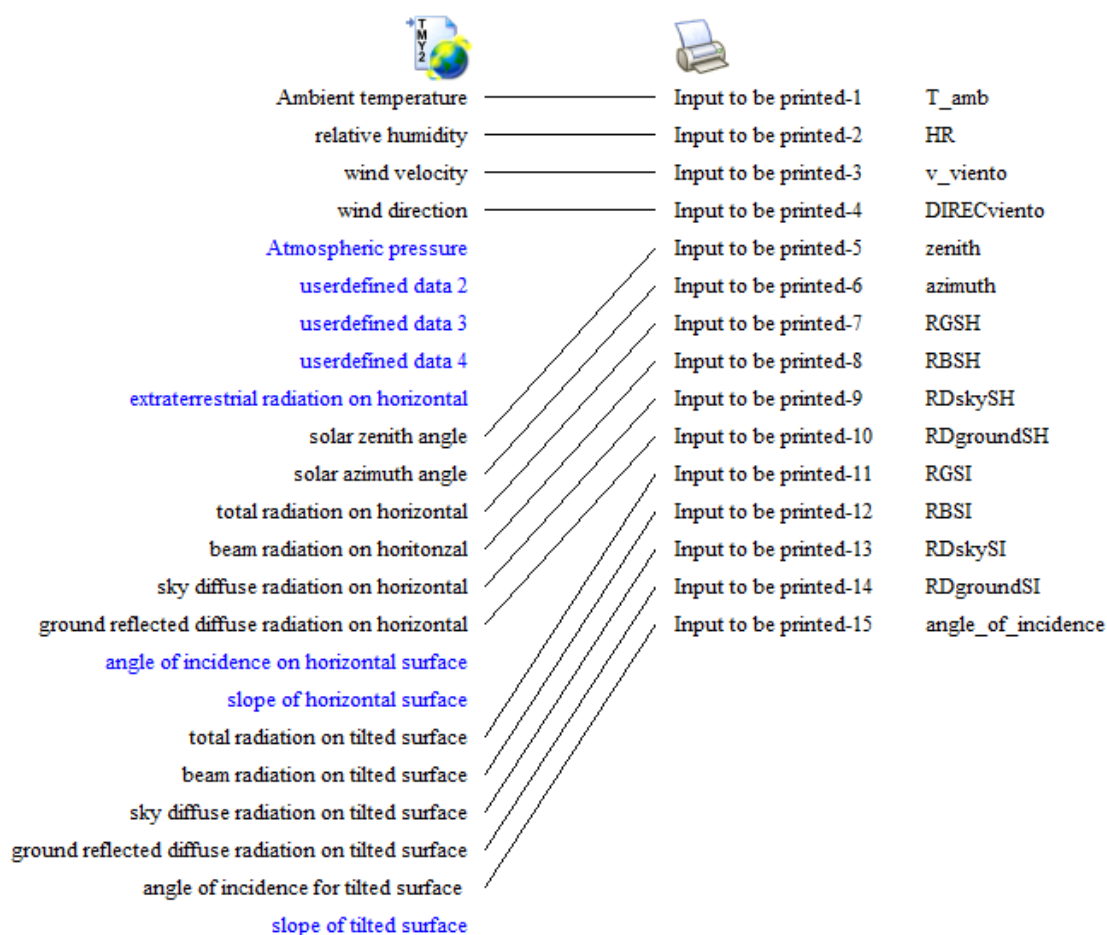 TMY2
Ambient temperature Input to be printed-1 T_amb
relative humidity Input to be printed-2 HR
wind velocity Input to be printed-3 v_viento
wind direction Input to be printed-4 DIRECviento
Atmospheric pressure Input to be printed-5 zenith
userdefined data 2 Input to be printed-6 azimuth
userdefined data 3 Input to be printed-7 RGSH
userdefined data 4 Input to be printed-8 RBSH
extraterrestrial radiation on horizontal Input to be printed-9 RDskySH
solar zenith angle Input to be printed-10 RDgroundSH
solar azimuth angle Input to be printed-11 RGSI
total radiation on horizontal Input to be printed-12 RBSI
beam radiation on horitonzal Input to be printed-13 RDskySI
sky diffuse radiation on horizontal Input to be printed-14 RDgroundSI
ground reflected diffuse radiation on horizontal Input to be printed-15 angle_of_incidence
angle of incidence on horizontal surface
slope of horizontal surface
total radiation on tilted surface
beam radiation on tilted surface
sky diffuse radiation on tilted surface
ground reflected diffuse radiation on tilted surface
angle of incidence for tilted surface
slope of tilted surface